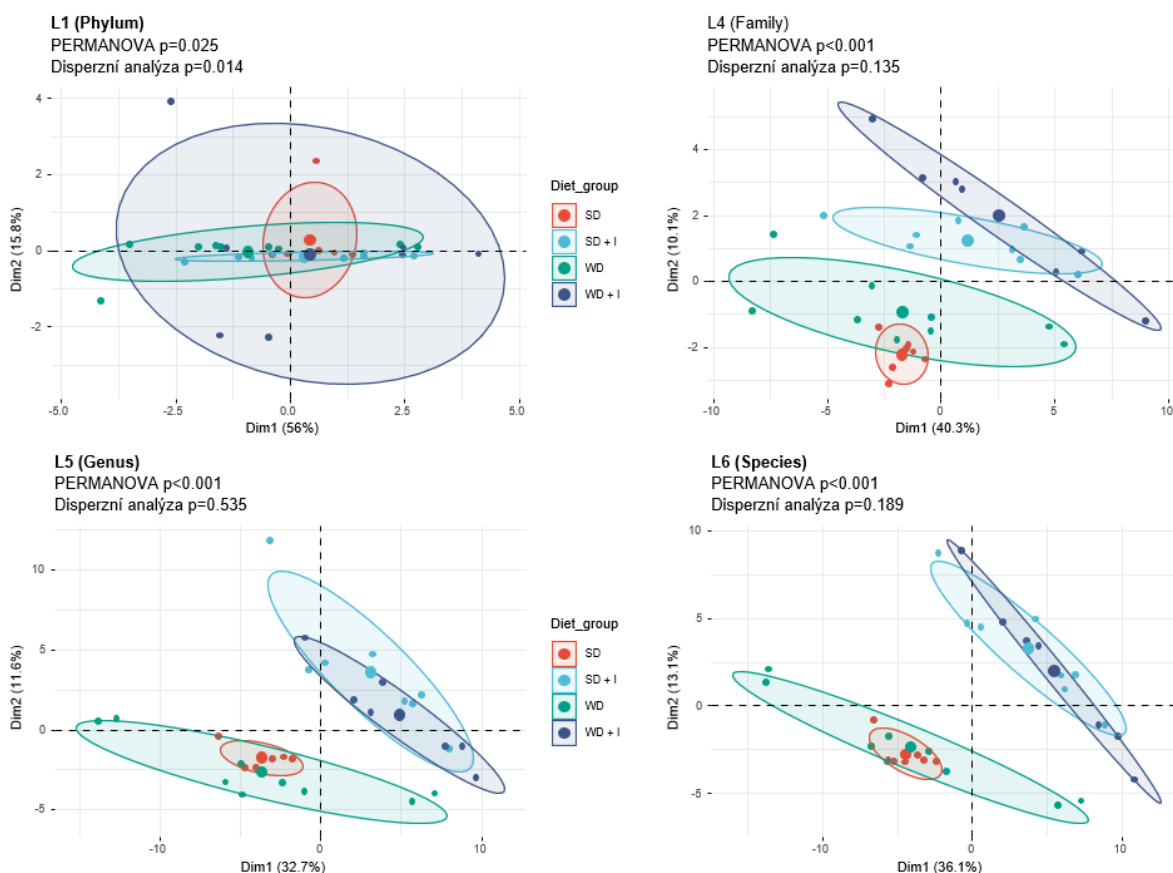 L1 (Phylum)
PERMANOVA p=0.025
Disperzní analýza p=0.014
4
2
0
-2
Dim2 (15.8%)
-5.0
-2.5
0.0
2.5
5.0
Dim1 (56%)
Diet_group
SD
SD + I
WD
WD + I
L4 (Family)
PERMANOVA p<0.001
Disperzní analýza p=0.135
4
2
0
-2
Dim2 (10.1%)
-10
-5
0
5
10
Dim1 (40.3%)
L5 (Genus)
PERMANOVA p<0.001
Disperzní analýza p=0.535
10
5
0
-5
Dim2 (11.6%)
-10
0
10
Dim1 (32.7%)
Diet_group
SD
SD + I
WD
WD + I
L6 (Species)
PERMANOVA p<0.001
Disperzní analýza p=0.189
10
5
0
-5
Dim2 (13.1%)
-10
0
10
Dim1 (36.1%)